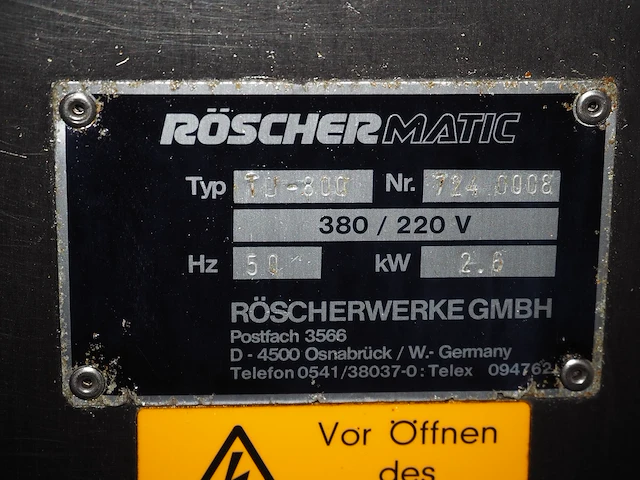 RÖSCHERMATIC
Typ TU-800 Nr. 724.0008
380 / 220 V
Hz 50 kW 2.6
RÖSCHERWERKE GMBH
Postfach 3566
D - 4500 Osnabrück / W.- Germany
Telefon 0541/38037-0 : Telex 094762
Vor Öffnen
des